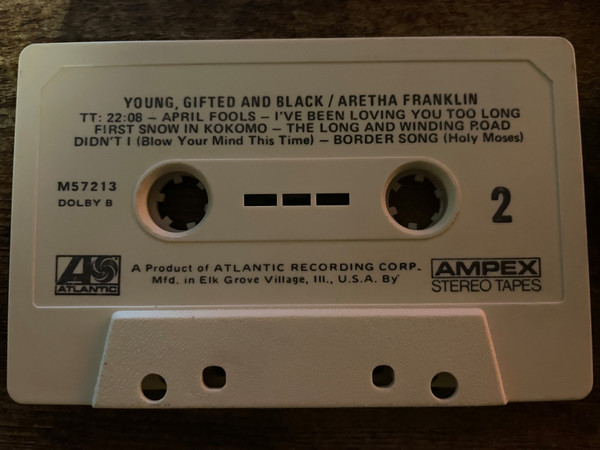 YOUNG, GIFTED AND BLACK / ARETHA FRANKLIN
TT: 22:08 – APRIL FOOLS – I'VE BEEN LOVING YOU TOO LONG
FIRST SNOW IN KOKOMO – THE LONG AND WINDING ROAD
DIDN'T I (Blow Your Mind This Time) – BORDER SONG (Holy Moses)
M57213
DOLBY B
2
ATLANTIC
A Product of ATLANTIC RECORDING CORP.
Mfd. in Elk Grove Village, Ill., U.S.A. By
AMPEX
STEREO TAPES